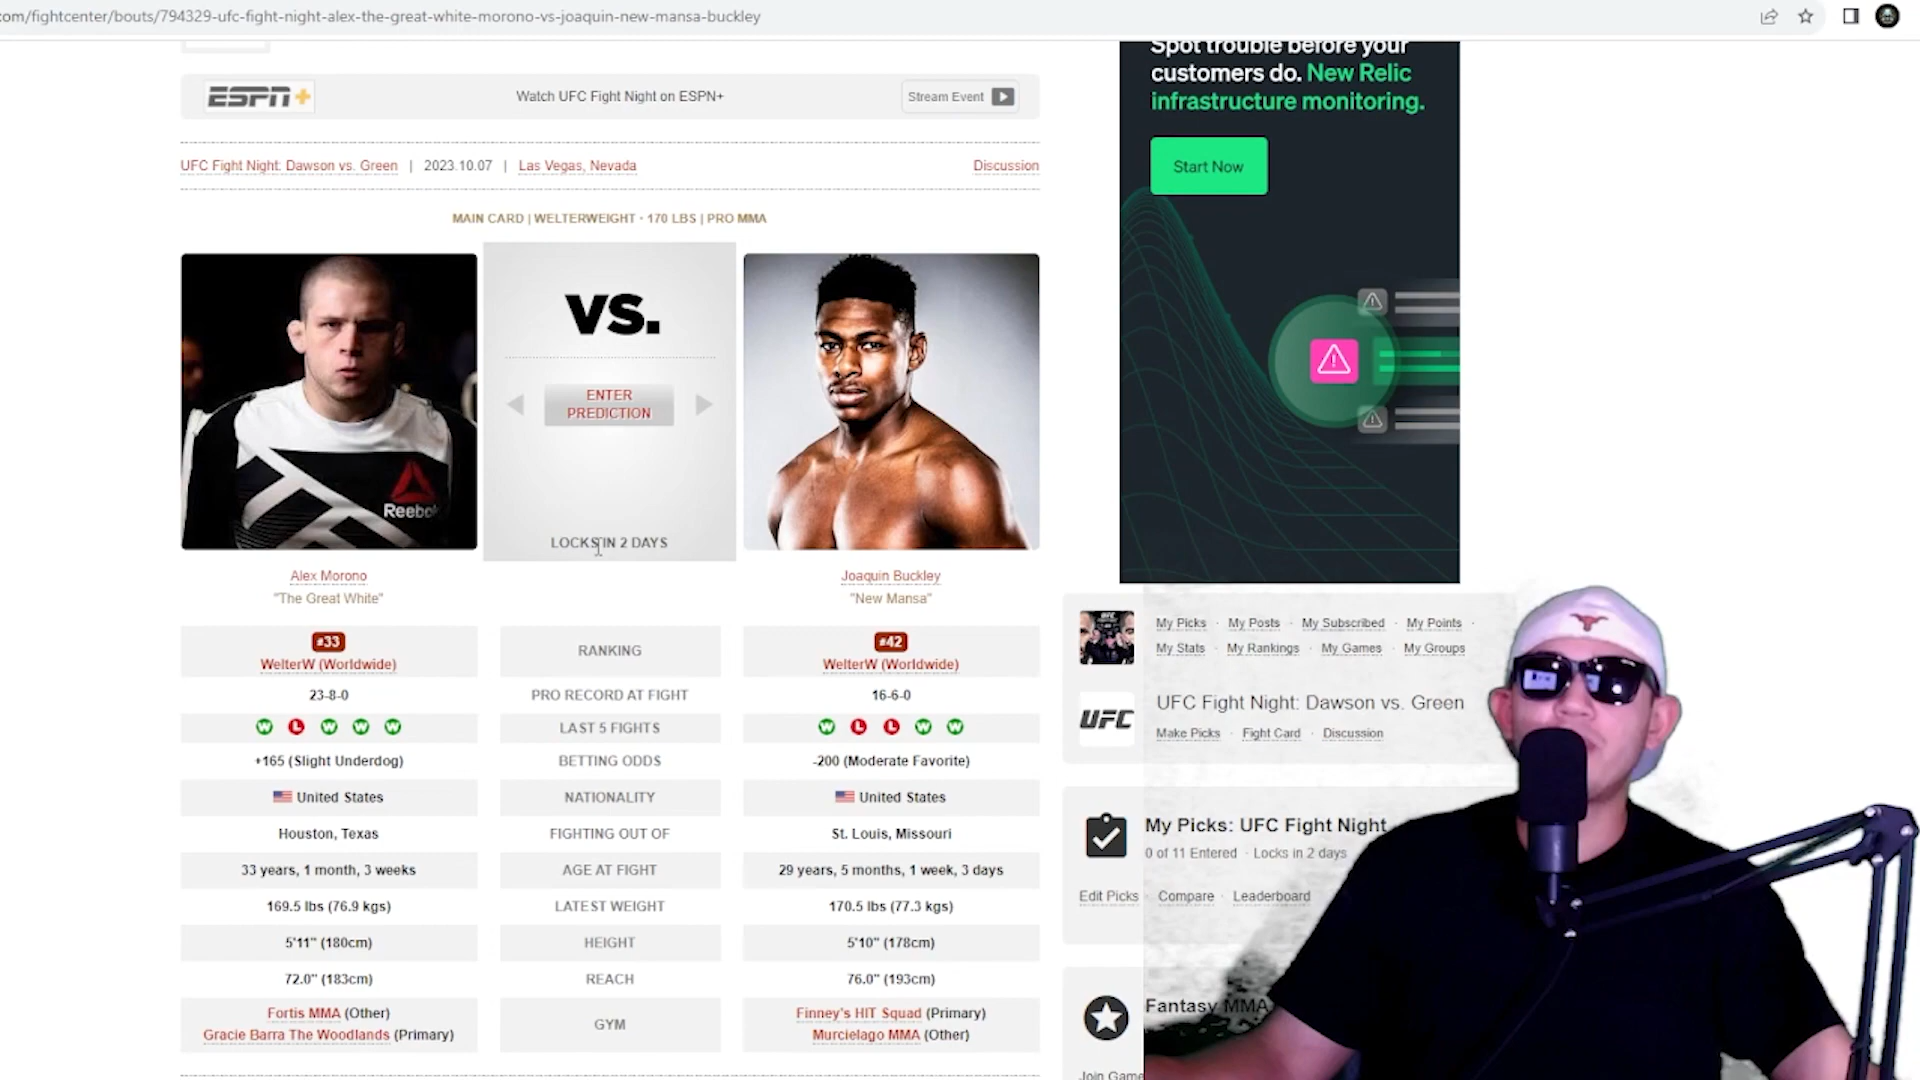 com/fightcenter/bouts/794329-ufc-fight-night-alex-the-great-white-morono-vs-joaquin-new-mansa-buckley
Spot trouble before your
customers do. New Relic
infrastructure monitoring.
Start Now
ESPN+
Watch UFC Fight Night on ESPN+
Stream Event
UFC Fight Night: Dawson vs. Green | 2023.10.07 | Las Vegas, Nevada
Discussion
MAIN CARD | WELTERWEIGHT · 170 LBS | PRO MMA
VS.
ENTER
PREDICTION
LOCKS IN 2 DAYS
Reebok
Alex Morono
"The Great White"
Joaquin Buckley
"New Mansa"
#33
WelterW (Worldwide)
RANKING
#42
WelterW (Worldwide)
23-8-0 PRO RECORD AT FIGHT 16-6-0
W L W W W LAST 5 FIGHTS W L L W W
+165 (Slight Underdog) BETTING ODDS -200 (Moderate Favorite)
United States NATIONALITY United States
Houston, Texas FIGHTING OUT OF St. Louis, Missouri
33 years, 1 month, 3 weeks AGE AT FIGHT 29 years, 5 months, 1 week, 3 days
169.5 lbs (76.9 kgs) LATEST WEIGHT 170.5 lbs (77.3 kgs)
5'11" (180cm) HEIGHT 5'10" (178cm)
72.0" (183cm) REACH 76.0" (193cm)
Fortis MMA (Other)
Gracie Barra The Woodlands (Primary)
GYM
Finney's HIT Squad (Primary)
Murcielago MMA (Other)
My Picks · My Posts · My Subscribed · My Points ·
My Stats · My Rankings · My Games · My Groups
UFC
UFC Fight Night: Dawson vs. Green
Make Picks · Fight Card · Discussion
My Picks: UFC Fight Night
0 of 11 Entered · Locks in 2 days
Edit Picks · Compare · Leaderboard
Fantasy MMA
Join Game